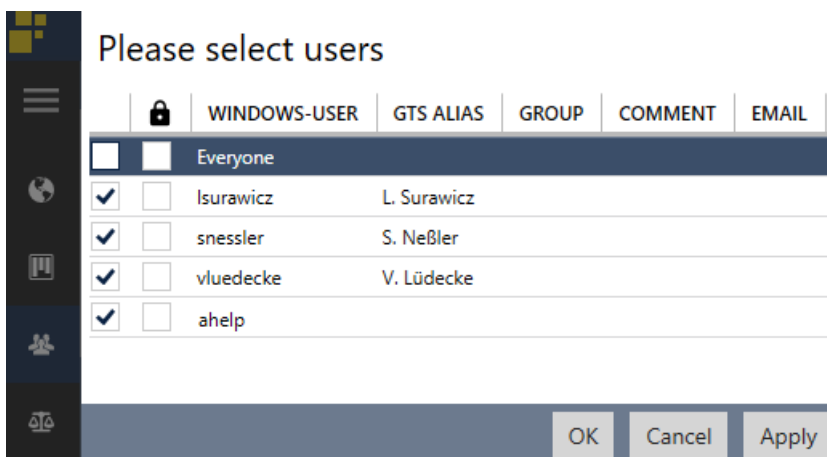 Please select users
WINDOWS-USER GTS ALIAS GROUP COMMENT EMAIL
Everyone
lsurawicz L. Surawicz
snessler S. Neßler
vluedecke V. Lüdecke
ahelp
OK Cancel Apply